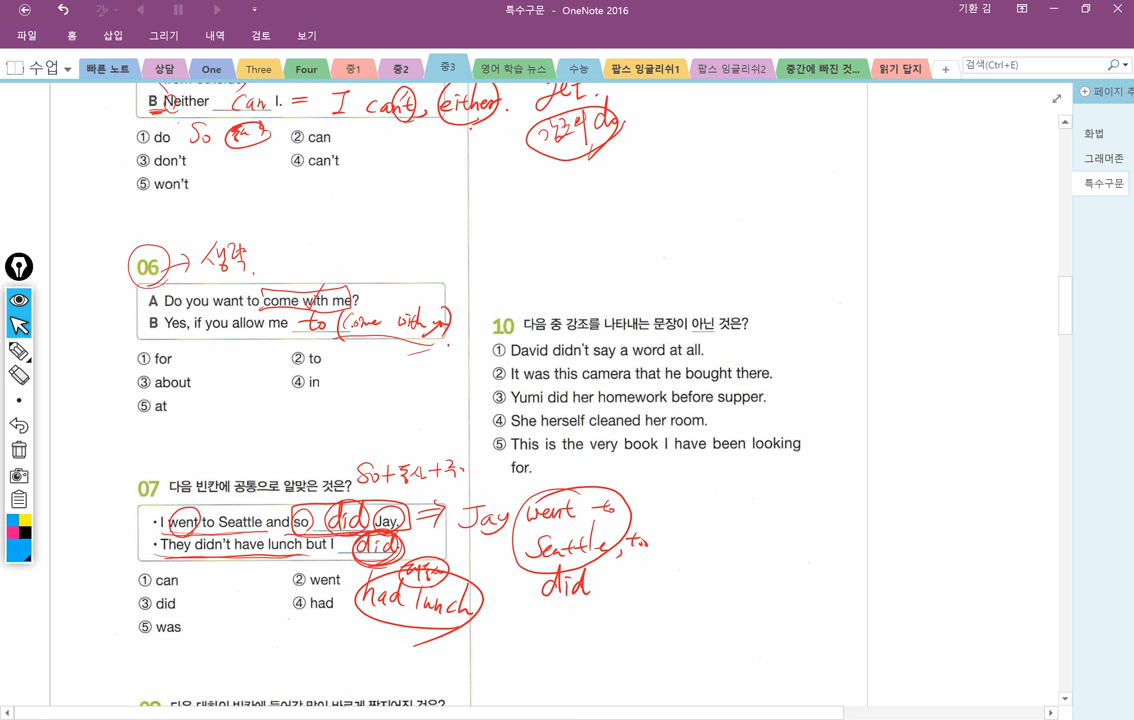 특수구문 - OneNote 2016
기환 김
파일 홈 삽입 그리기 내역 검토 보기
수업 빠른 노트 상담 One Three Four 중1 중2 중3 영어 학습 뉴스 수능 팝스 잉글리쉬1 팝스 잉글리쉬2 중간에 빠진 것... 읽기 답지 + 검색(Ctrl+E)
페이지 추
화법
그래머존
특수구문
B Neither can I. = I can't, either.
yet.
① do ② can
So
③ don't ④ can't
⑤ won't
06 → 생략.
A Do you want to come with me?
B Yes, if you allow me to (come with you).
① for ② to
③ about ④ in
⑤ at
So + 동사 + 주.
07 다음 빈칸에 공통으로 알맞은 것은?
• I went to Seattle and so did Jay. ⇒ Jay went to Seattle, too
• They didn't have lunch but I did.
did
had lunch
① can ② went
③ did ④ had
⑤ was
10 다음 중 강조를 나타내는 문장이 아닌 것은?
① David didn't say a word at all.
② It was this camera that he bought there.
③ Yumi did her homework before supper.
④ She herself cleaned her room.
⑤ This is the very book I have been looking
for.